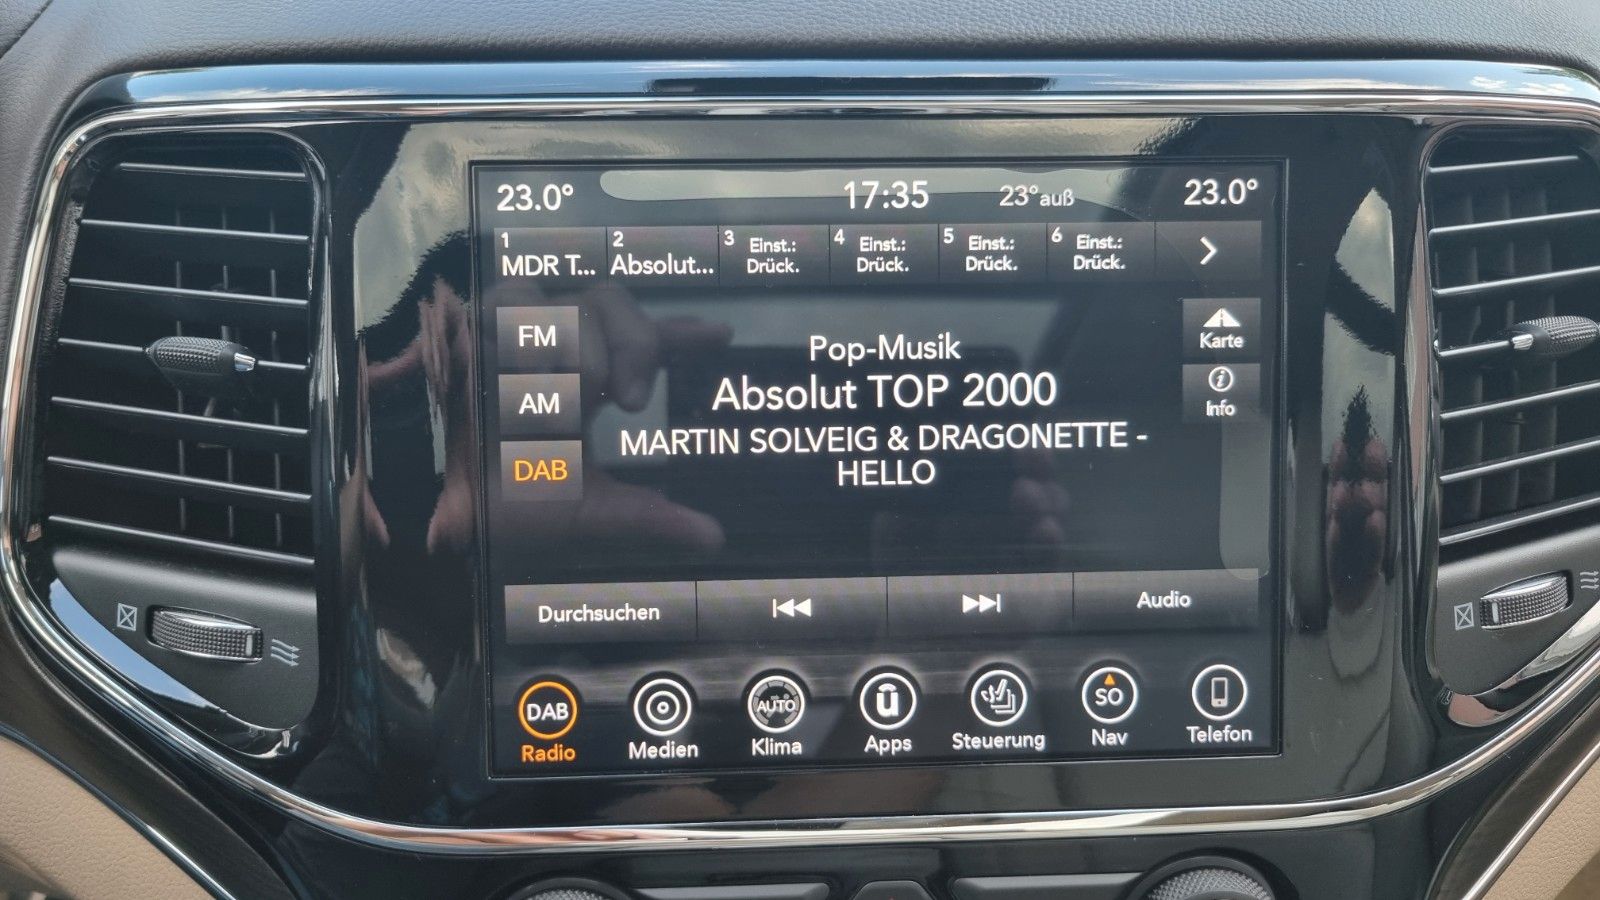 23.0° 17:35 23°auß 23.0°
1 2 3 Einst.: 4 Einst.: 5 Einst.: 6 Einst.:
MDR T... Absolut... Drück. Drück. Drück. Drück.
FM
AM
DAB
Pop-Musik
Absolut TOP 2000
MARTIN SOLVEIG & DRAGONETTE -
HELLO
Karte
i
Info
Durchsuchen Audio
DAB AUTO ū SO
Radio Medien Klima Apps Steuerung Nav Telefon